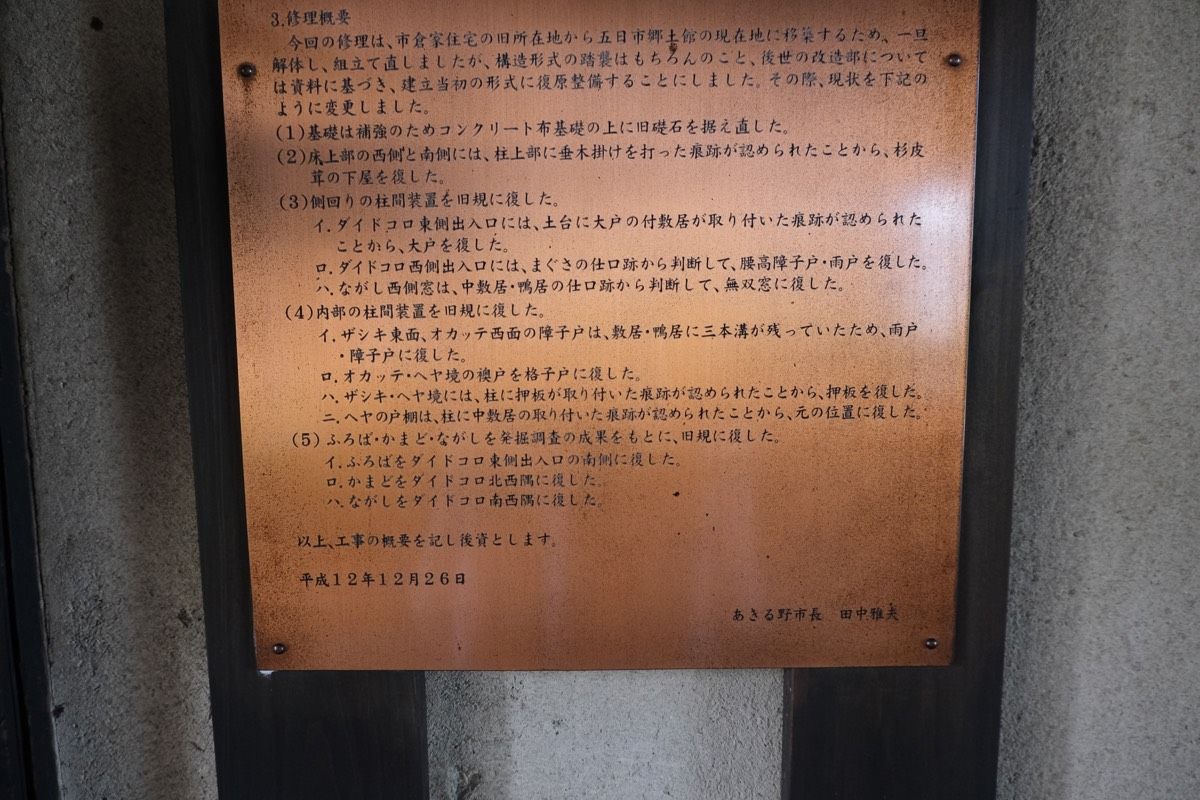 3.修理概要
今回の修理は、市倉家住宅の旧所在地から五日市郷土館の現在地に移築するため、一旦
解体し、組立て直しましたが、構造形式の踏襲はもちろんのこと、後世の改造部について
は資料に基づき、建立当初の形式に復原整備することにしました。その際、現状を下記の
ように変更しました。
(1)基礎は補強のためコンクリート布基礎の上に旧礎石を据え直した。
(2)床上部の西側と南側には、柱上部に垂木掛けを打った痕跡が認められたことから、杉皮
葺の下屋を復した。
(3)側回りの柱間装置を旧規に復した。
イ.ダイドコロ東側出入口には、土台に大戸の付敷居が取り付いた痕跡が認められた
ことから、大戸を復した。
ロ.ダイドコロ西側出入口には、まぐさの仕口跡から判断して、腰高障子戸・雨戸を復した。
ハ.ながし西側窓は、中敷居・鴨居の仕口跡から判断して、無双窓に復した。
(4)内部の柱間装置を旧規に復した。
イ.ザシキ東面、オカッテ西面の障子戸は、敷居・鴨居に三本溝が残っていたため、雨戸
・障子戸に復した。
ロ.オカッテ・ヘヤ境の襖戸を格子戸に復した。
ハ.ザシキ・ヘヤ境には、柱に押板が取り付いた痕跡が認められたことから、押板を復した。
ニ.ヘヤの戸棚は、柱に中敷居の取り付いた痕跡が認められたことから、元の位置に復した。
(5)ふろば・かまど・ながしを発掘調査の成果をもとに、旧規に復した。
イ.ふろばをダイドコロ東側出入口の南側に復した。
ロ.かまどをダイドコロ北西隅に復した。
ハ.ながしをダイドコロ南西隅に復した。
以上、工事の概要を記し後資とします。
平成12年12月26日
あきる野市長　田中雅夫